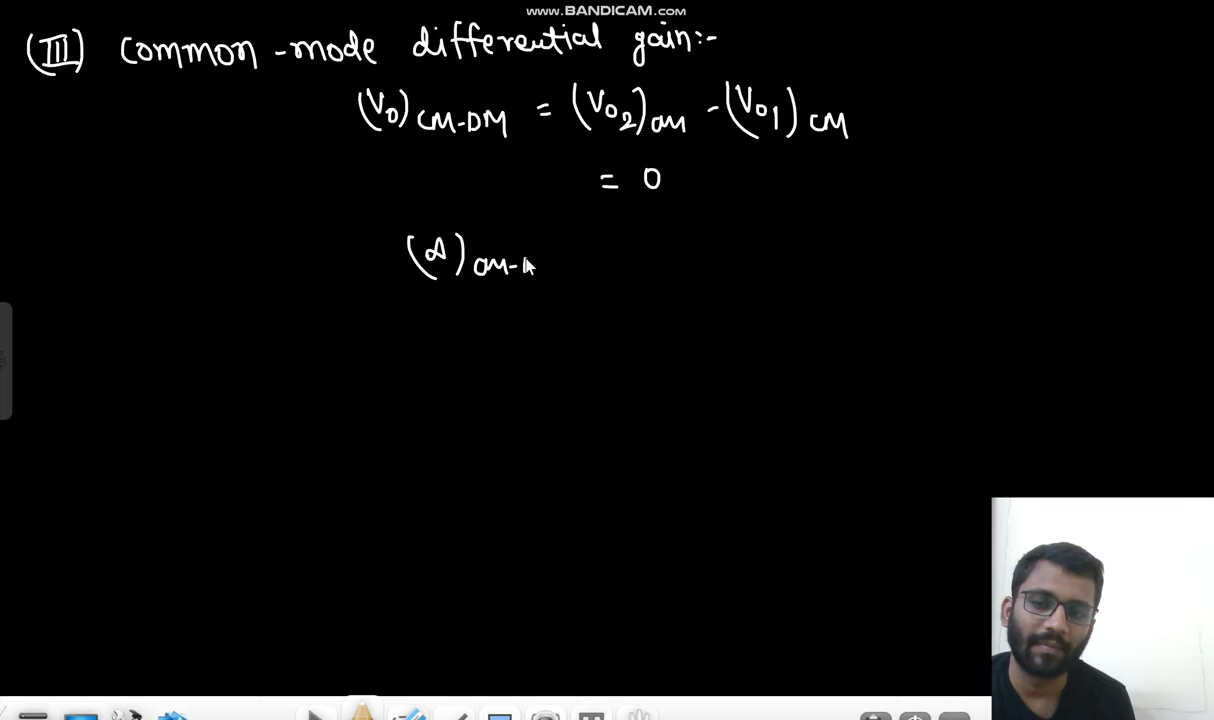 www.BANDICAM.com
(III) Common-mode differential gain:-
(V0)CM-DM = (V02)CM - (V01)CM
= 0
(A)CM-